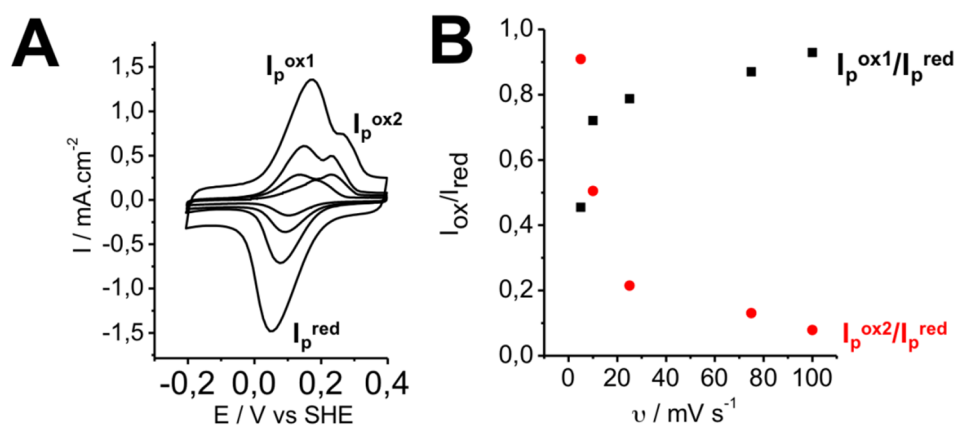 A
I / mA.cm⁻²
1,5
1,0
0,5
0,0
-0,5
-1,0
-1,5
Iₚᵒˣ¹
Iₚᵒˣ²
Iₚʳᵉᵈ
-0,2 0,0 0,2 0,4
E / V vs SHE
B
Iₒₓ/Iᵣₑd
1,0
0,8
0,6
0,4
0,2
0,0
Iₚᵒˣ¹/Iₚʳᵉᵈ
Iₚᵒˣ²/Iₚʳᵉᵈ
0 20 40 60 80 100
υ / mV s⁻¹